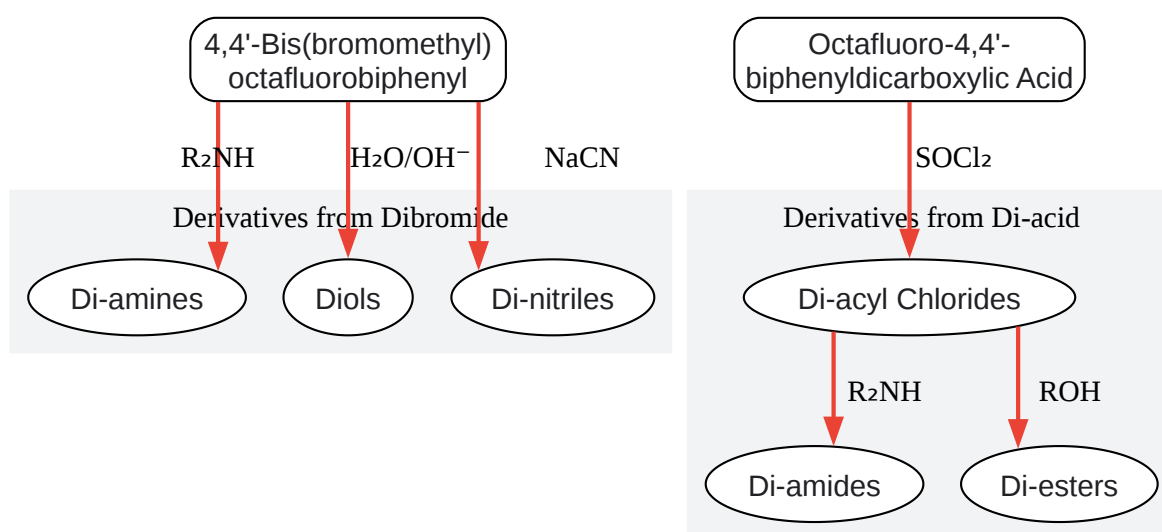 4,4'-Bis(bromomethyl)
octafluorobiphenyl
Octafluoro-4,4'-
biphenyldicarboxylic Acid
R₂NH
H₂O/OH⁻
NaCN
SOCl₂
Derivatives from Dibromide
Derivatives from Di-acid
Di-amines
Diols
Di-nitriles
Di-acyl Chlorides
R₂NH
ROH
Di-amides
Di-esters